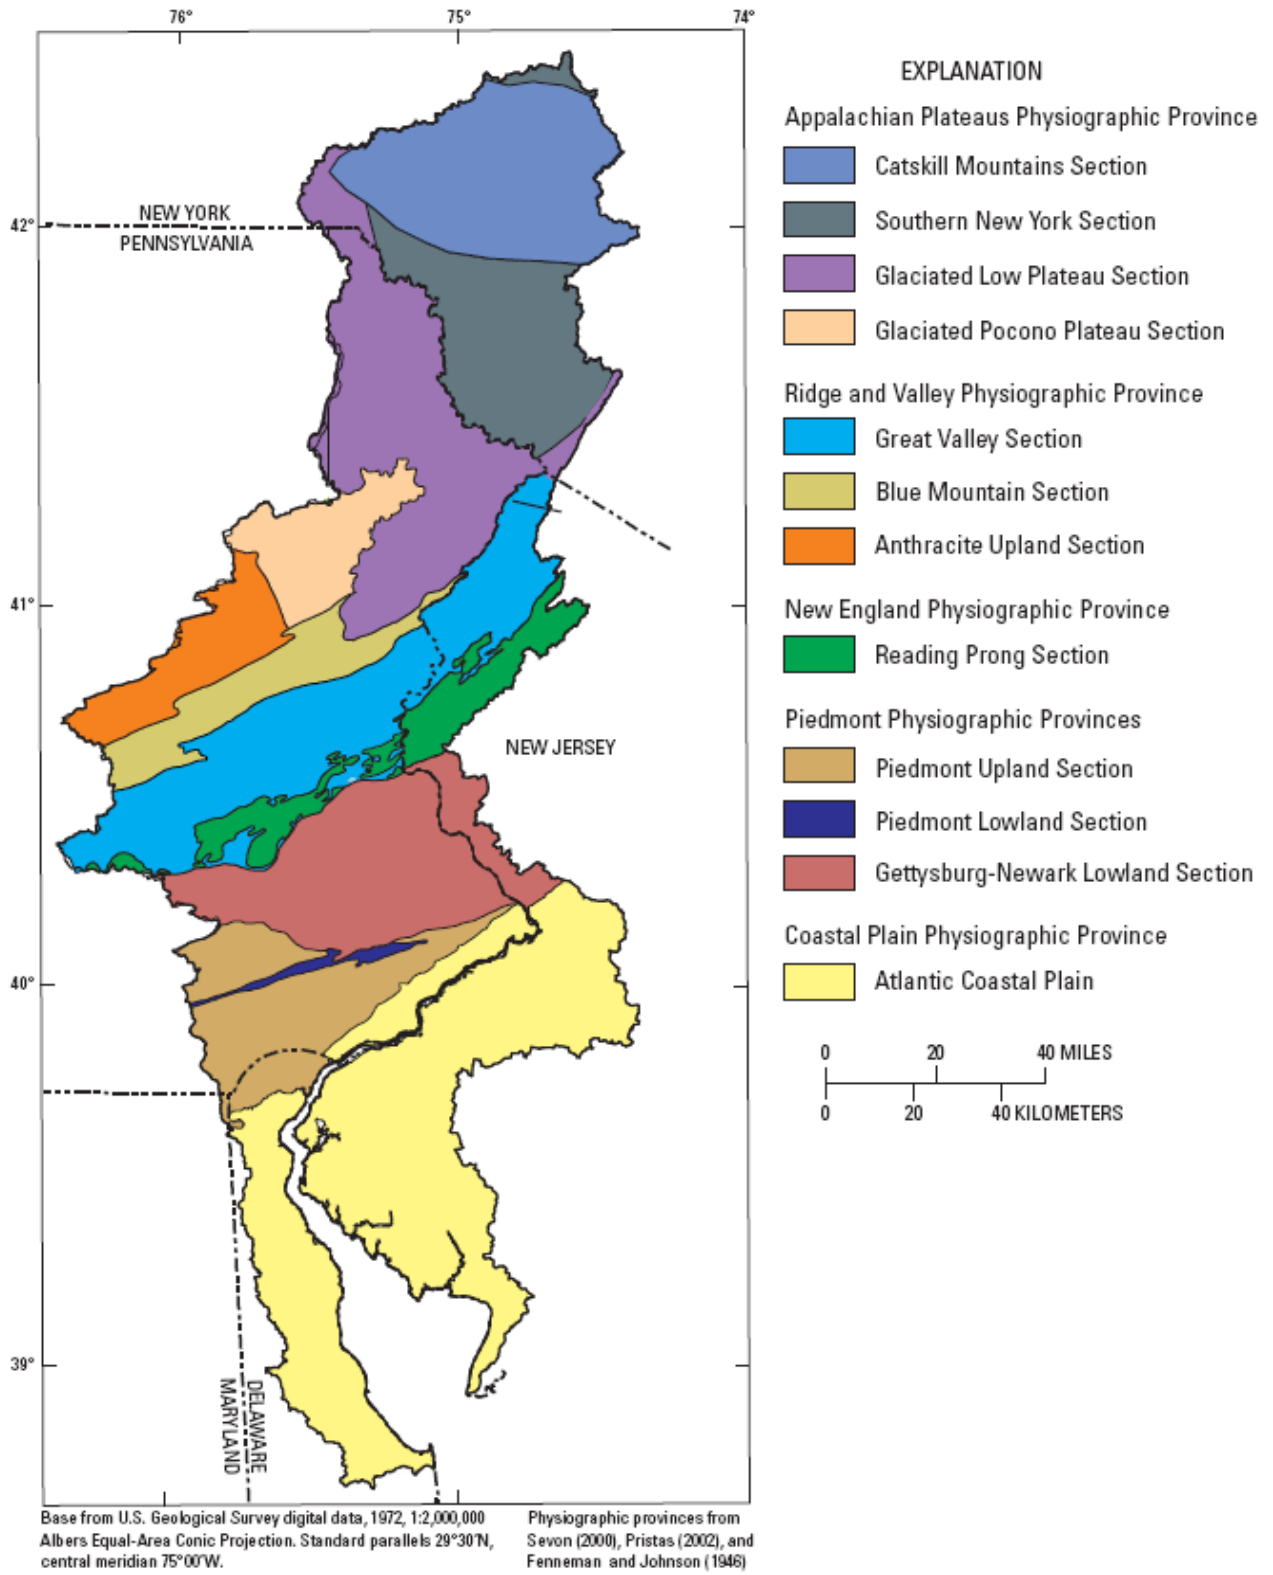 76°
75°
74°
42°
NEW YORK
PENNSYLVANIA
41°
NEW JERSEY
40°
39°
DELAWARE
MARYLAND
EXPLANATION
Appalachian Plateaus Physiographic Province
Catskill Mountains Section
Southern New York Section
Glaciated Low Plateau Section
Glaciated Pocono Plateau Section
Ridge and Valley Physiographic Province
Great Valley Section
Blue Mountain Section
Anthracite Upland Section
New England Physiographic Province
Reading Prong Section
Piedmont Physiographic Provinces
Piedmont Upland Section
Piedmont Lowland Section
Gettysburg-Newark Lowland Section
Coastal Plain Physiographic Province
Atlantic Coastal Plain
0 20 40 MILES
0 20 40 KILOMETERS
Base from U.S. Geological Survey digital data, 1972, 1:2,000,000
Albers Equal-Area Conic Projection. Standard parallels 29°30'N,
central meridian 75°00'W.
Physiographic provinces from
Sevon (2000), Pristas (2002), and
Fenneman and Johnson (1946)